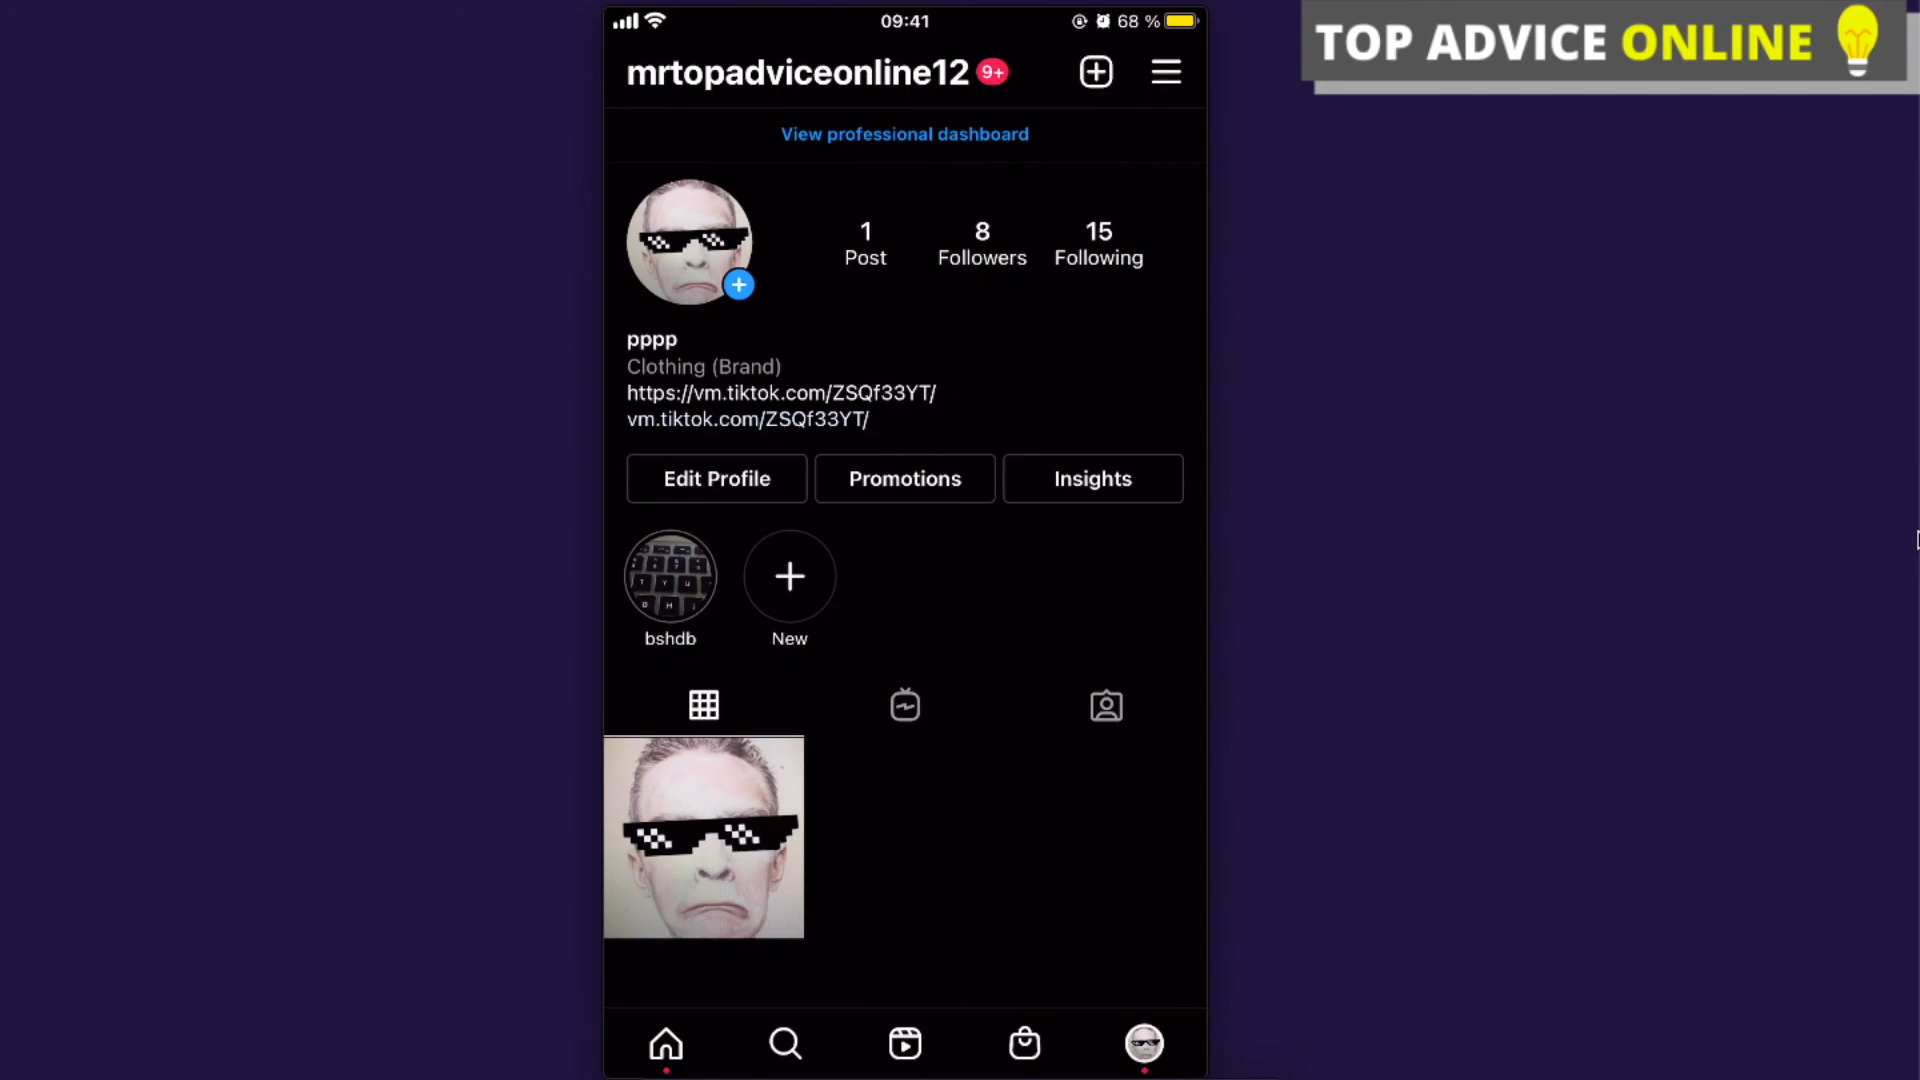 09:41
68 %
TOP ADVICE ONLINE
mrtopadviceonline12 9+
View professional dashboard
1 8 15
Post Followers Following
pppp
Clothing (Brand)
https://vm.tiktok.com/ZSQf33YT/
vm.tiktok.com/ZSQf33YT/
Edit Profile Promotions Insights
bshdb New